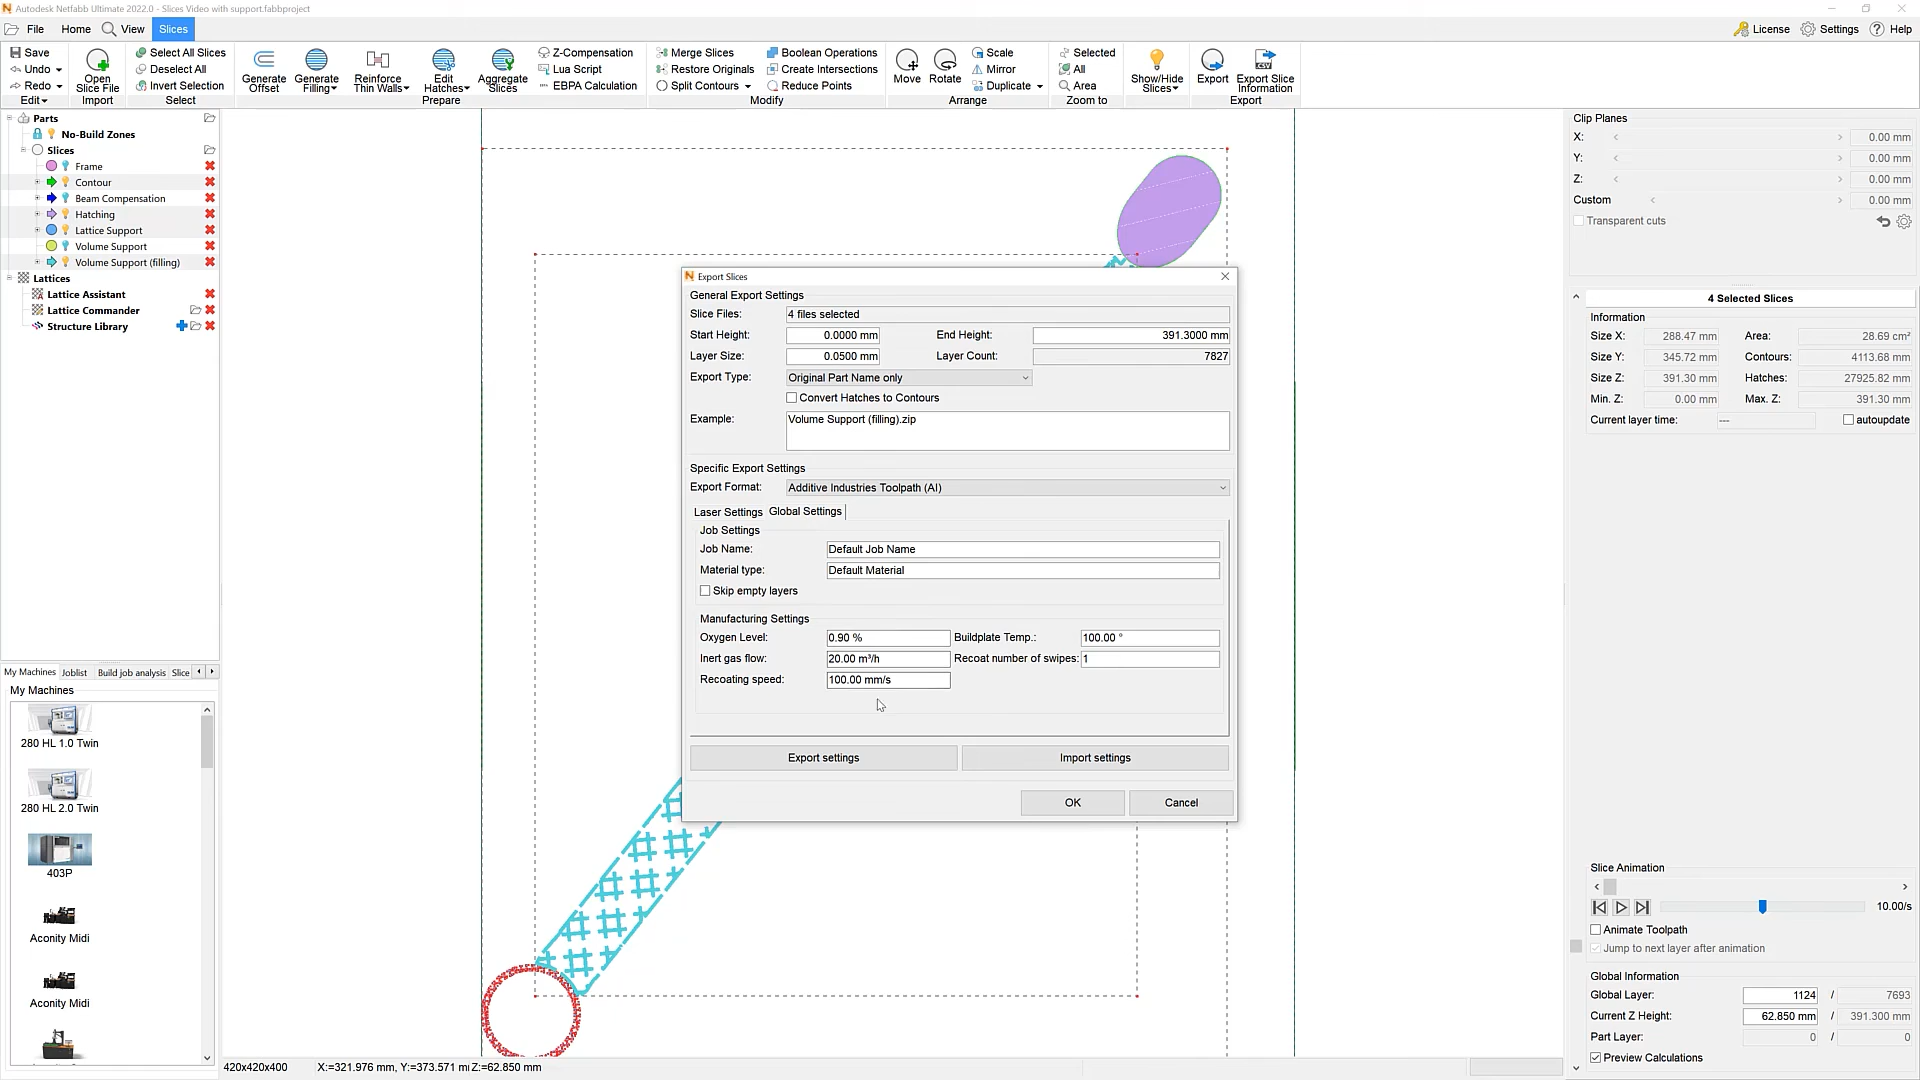 Autodesk Netfabb Ultimate 2022.0 - Slices Video with support.fabbproject
File Home View Slices License Settings Help
Save Open Slice File Select All Slices Generate Offset Generate Filling Reinforce Thin Walls Edit Hatches Aggregate Slices Z-Compensation Merge Slices Boolean Operations Move Rotate Scale Selected Show/Hide Slices Export Export Slice Information
Undo Deselect All Lua Script Restore Originals Create Intersections Mirror All
Redo Invert Selection EBPA Calculation Split Contours Reduce Points Duplicate Area
Edit Import Select Prepare Modify Arrange Zoom to Export
Parts
No-Build Zones
Slices
Frame
Contour
Beam Compensation
Hatching
Lattice Support
Volume Support
Volume Support (filling)
Lattices
Lattice Assistant
Lattice Commander
Structure Library
My Machines Joblist Build job analysis Slice
My Machines
280 HL 1.0 Twin
280 HL 2.0 Twin
403P
Aconity Midi
Aconity Midi
Export Slices
General Export Settings
Slice Files: 4 files selected
Start Height: 0.0000 mm End Height: 391.3000 mm
Layer Size: 0.0500 mm Layer Count: 7827
Export Type: Original Part Name only
Convert Hatches to Contours
Example: Volume Support (filling).zip
Specific Export Settings
Export Format: Additive Industries Toolpath (AI)
Laser Settings Global Settings
Job Settings
Job Name: Default Job Name
Material type: Default Material
Skip empty layers
Manufacturing Settings
Oxygen Level: 0.90 % Buildplate Temp.: 100.00 °
Inert gas flow: 20.00 m³/h Recoat number of swipes: 1
Recoating speed: 100.00 mm/s
Export settings Import settings
OK Cancel
Clip Planes
X: 0.00 mm
Y: 0.00 mm
Z: 0.00 mm
Custom 0.00 mm
Transparent cuts
4 Selected Slices
Information
Size X: 288.47 mm Area: 28.69 cm²
Size Y: 345.72 mm Contours: 4113.68 mm
Size Z: 391.30 mm Hatches: 27925.82 mm
Min. Z: 0.00 mm Max. Z: 391.30 mm
Current layer time: --- autoupdate
Slice Animation
10.00/s
Animate Toolpath
Jump to next layer after animation
Global Information
Global Layer: 1124 / 7693
Current Z Height: 62.850 mm / 391.300 mm
Part Layer: 0 / 0
Preview Calculations
420x420x400 X:=321.976 mm, Y:=373.571 m Z:=62.850 mm